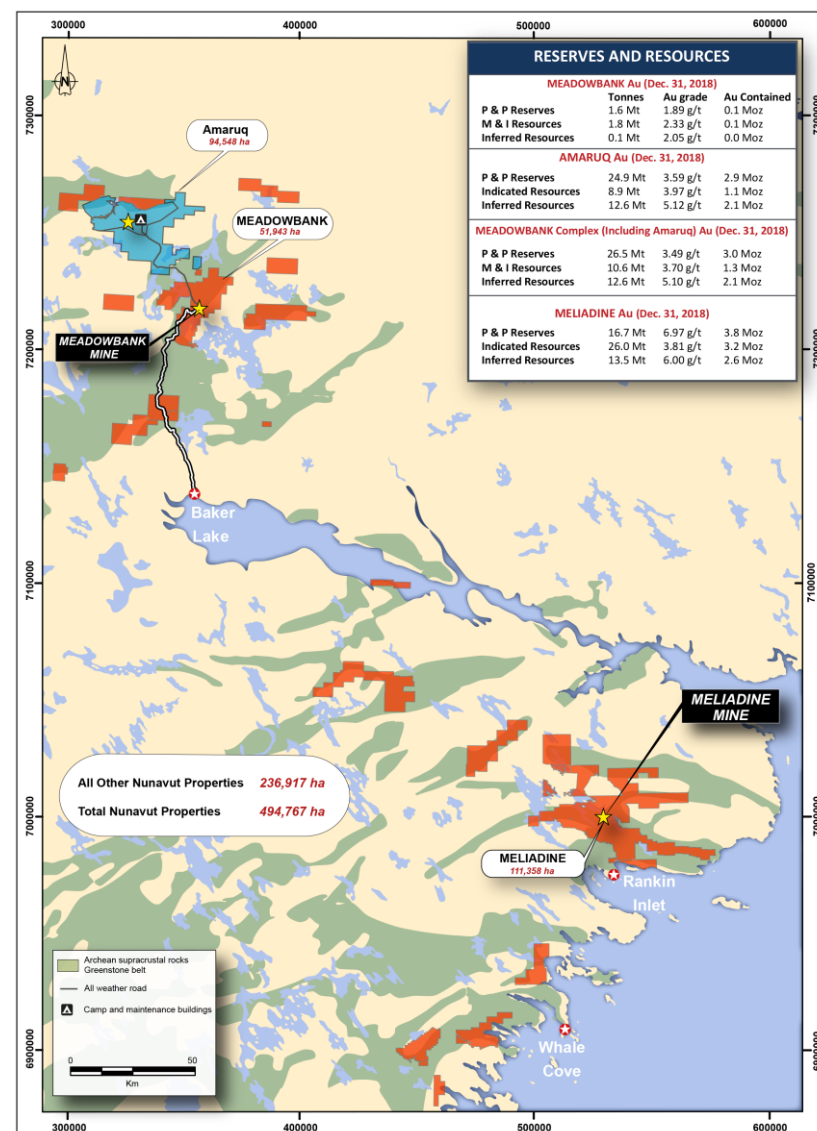 300000 400000 500000 600000
N
7300000 7300000
7200000 7200000
7100000 7100000
7000000 7000000
6900000 6900000
RESERVES AND RESOURCES
MEADOWBANK Au (Dec. 31, 2018)
Tonnes Au grade Au Contained
P & P Reserves 1.6 Mt 1.89 g/t 0.1 Moz
M & I Resources 1.8 Mt 2.33 g/t 0.1 Moz
Inferred Resources 0.1 Mt 2.05 g/t 0.0 Moz
AMARUQ Au (Dec. 31, 2018)
P & P Reserves 24.9 Mt 3.59 g/t 2.9 Moz
Indicated Resources 8.9 Mt 3.97 g/t 1.1 Moz
Inferred Resources 12.6 Mt 5.12 g/t 2.1 Moz
MEADOWBANK Complex (Including Amaruq) Au (Dec. 31, 2018)
P & P Reserves 26.5 Mt 3.49 g/t 3.0 Moz
M & I Resources 10.6 Mt 3.70 g/t 1.3 Moz
Inferred Resources 12.6 Mt 5.10 g/t 2.1 Moz
MELIADINE Au (Dec. 31, 2018)
P & P Reserves 16.7 Mt 6.97 g/t 3.8 Moz
Indicated Resources 26.0 Mt 3.81 g/t 3.2 Moz
Inferred Resources 13.5 Mt 6.00 g/t 2.6 Moz
Amaruq
94,548 ha
MEADOWBANK
51,943 ha
MEADOWBANK
MINE
Baker
Lake
MELIADINE
MINE
All Other Nunavut Properties 236,917 ha
Total Nunavut Properties 494,767 ha
MELIADINE
111,358 ha
Rankin
Inlet
Whale
Cove
Archean supracrustal rocks
Greenstone belt
All weather road
Camp and maintenance buildings
0 50
Km
300000 400000 500000 600000